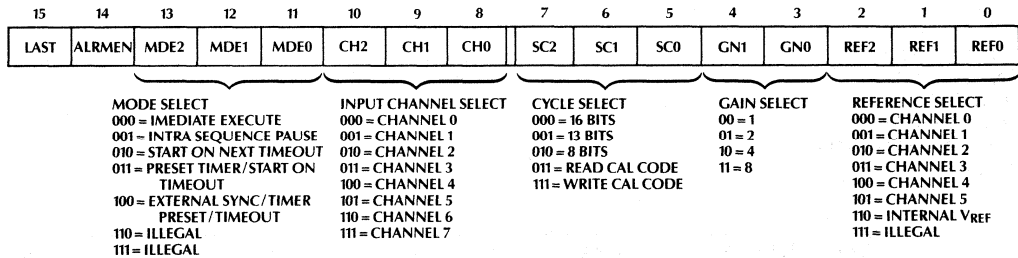 15 14 13 12 11 10 9 8 7 6 5 4 3 2 1 0
LAST ALRMEN MDE2 MDE1 MDE0 CH2 CH1 CH0 SC2 SC1 SC0 GN1 GN0 REF2 REF1 REF0
MODE SELECT
000 = IMEDIATE EXECUTE
001 = INTRA SEQUENCE PAUSE
010 = START ON NEXT TIMEOUT
011 = PRESET TIMER/START ON
TIMEOUT
100 = EXTERNAL SYNC/TIMER
PRESET/TIMEOUT
110 = ILLEGAL
111 = ILLEGAL
INPUT CHANNEL SELECT
000 = CHANNEL 0
001 = CHANNEL 1
010 = CHANNEL 2
011 = CHANNEL 3
100 = CHANNEL 4
101 = CHANNEL 5
110 = CHANNEL 6
111 = CHANNEL 7
CYCLE SELECT
000 = 16 BITS
001 = 13 BITS
010 = 8 BITS
011 = READ CAL CODE
111 = WRITE CAL CODE
GAIN SELECT
00 = 1
01 = 2
10 = 4
11 = 8
REFERENCE SELECT
000 = CHANNEL 0
001 = CHANNEL 1
010 = CHANNEL 2
011 = CHANNEL 3
100 = CHANNEL 4
101 = CHANNEL 5
110 = INTERNAL VREF
111 = ILLEGAL